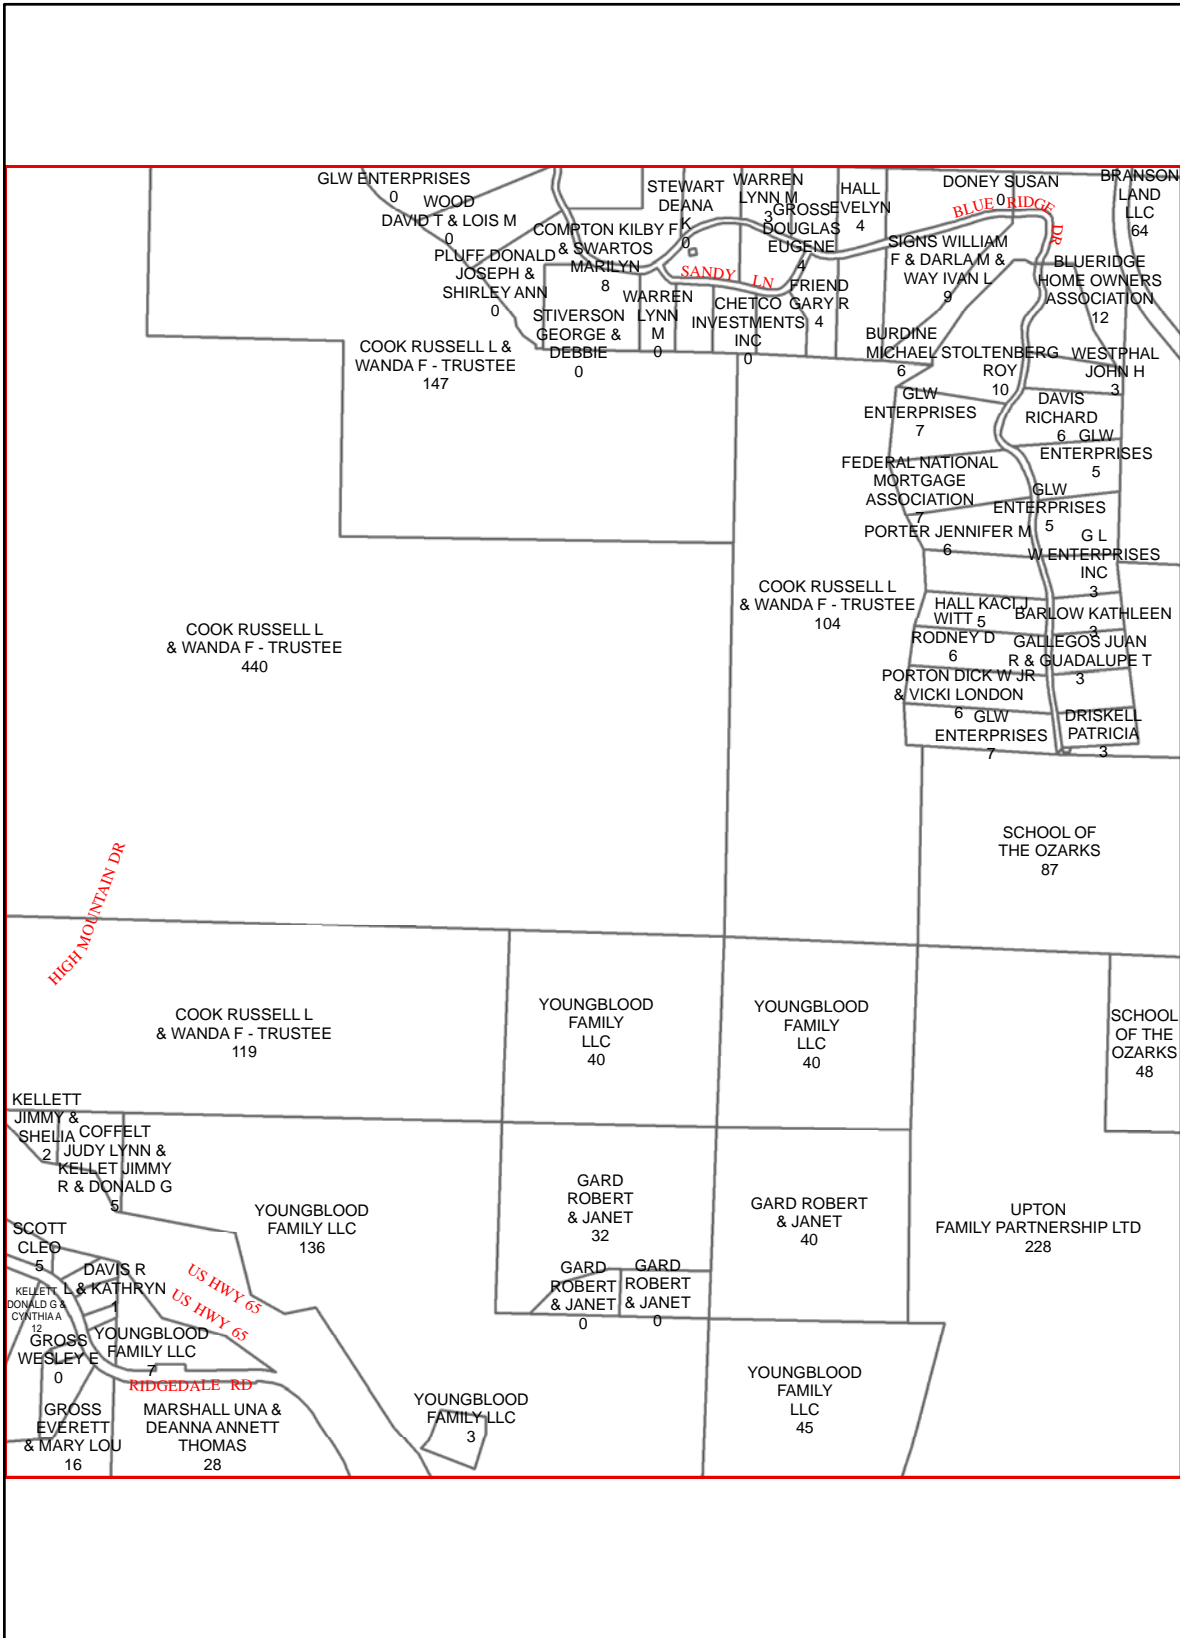 GLW ENTERPRISES
0
WOOD
DAVID T & LOIS M
0
PLUFF DONALD
JOSEPH &
SHIRLEY ANN
0
COMPTON KILBY F
& SWARTOS
MARILYN
8
STEWART
DEANA
K
0
WARREN
LYNN M
3
GROSS
DOUGLAS
EUGENE
4
HALL
EVELYN
4
DONEY SUSAN
0
BRANSON
LAND
LLC
64
BLUE RIDGE DR
SIGNS WILLIAM
F & DARLA M &
WAY IVAN L
9
BLUERIDGE
HOME OWNERS
ASSOCIATION
12
SANDY LN
STIVERSON
GEORGE &
DEBBIE
0
WARREN
LYNN
M
0
CHETCO
INVESTMENTS
INC
0
FRIEND
GARY R
4
BURDINE
MICHAEL
6
STOLTENBERG
ROY
10
WESTPHAL
JOHN H
3
COOK RUSSELL L &
WANDA F - TRUSTEE
147
GLW
ENTERPRISES
7
DAVIS
RICHARD
6
GLW
ENTERPRISES
5
FEDERAL NATIONAL
MORTGAGE
ASSOCIATION
7
GLW
ENTERPRISES
5
PORTER JENNIFER M
6
G L
W ENTERPRISES
INC
3
COOK RUSSELL L
& WANDA F - TRUSTEE
104
HALL KACI J
5
BARLOW KATHLEEN
3
WITT
RODNEY D
6
GALLEGOS JUAN
R & GUADALUPE T
3
PORTON DICK W JR
& VICKI LONDON
6
GLW
ENTERPRISES
7
DRISKELL
PATRICIA
3
COOK RUSSELL L
& WANDA F - TRUSTEE
440
SCHOOL OF
THE OZARKS
87
HIGH MOUNTAIN DR
COOK RUSSELL L
& WANDA F - TRUSTEE
119
YOUNGBLOOD
FAMILY
LLC
40
YOUNGBLOOD
FAMILY
LLC
40
SCHOOL
OF THE
OZARKS
48
KELLETT
JIMMY &
SHELIA
2
COFFELT
JUDY LYNN &
KELLET JIMMY
R & DONALD G
5
YOUNGBLOOD
FAMILY LLC
136
GARD
ROBERT
& JANET
32
GARD ROBERT
& JANET
40
UPTON
FAMILY PARTNERSHIP LTD
228
SCOTT
CLEO
5
DAVIS R
L & KATHRYN
1
US HWY 65
US HWY 65
GARD
ROBERT
& JANET
0
GARD
ROBERT
& JANET
0
KELLETT
DONALD G &
CYNTHIA A
12
GROSS
WESLEY E
0
YOUNGBLOOD
FAMILY LLC
7
RIDGEDALE RD
GROSS
EVERETT
& MARY LOU
16
MARSHALL UNA &
DEANNA ANNETT
THOMAS
28
YOUNGBLOOD
FAMILY LLC
3
YOUNGBLOOD
FAMILY
LLC
45